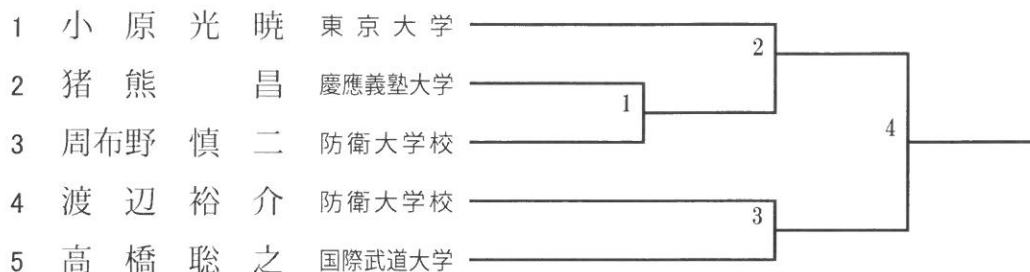 1 小原光暁 東京大学
2 猪熊 昌 慶應義塾大学
3 周布野慎二 防衛大学校
4 渡辺裕介 防衛大学校
5 高橋聡之 国際武道大学
2
1
4
3